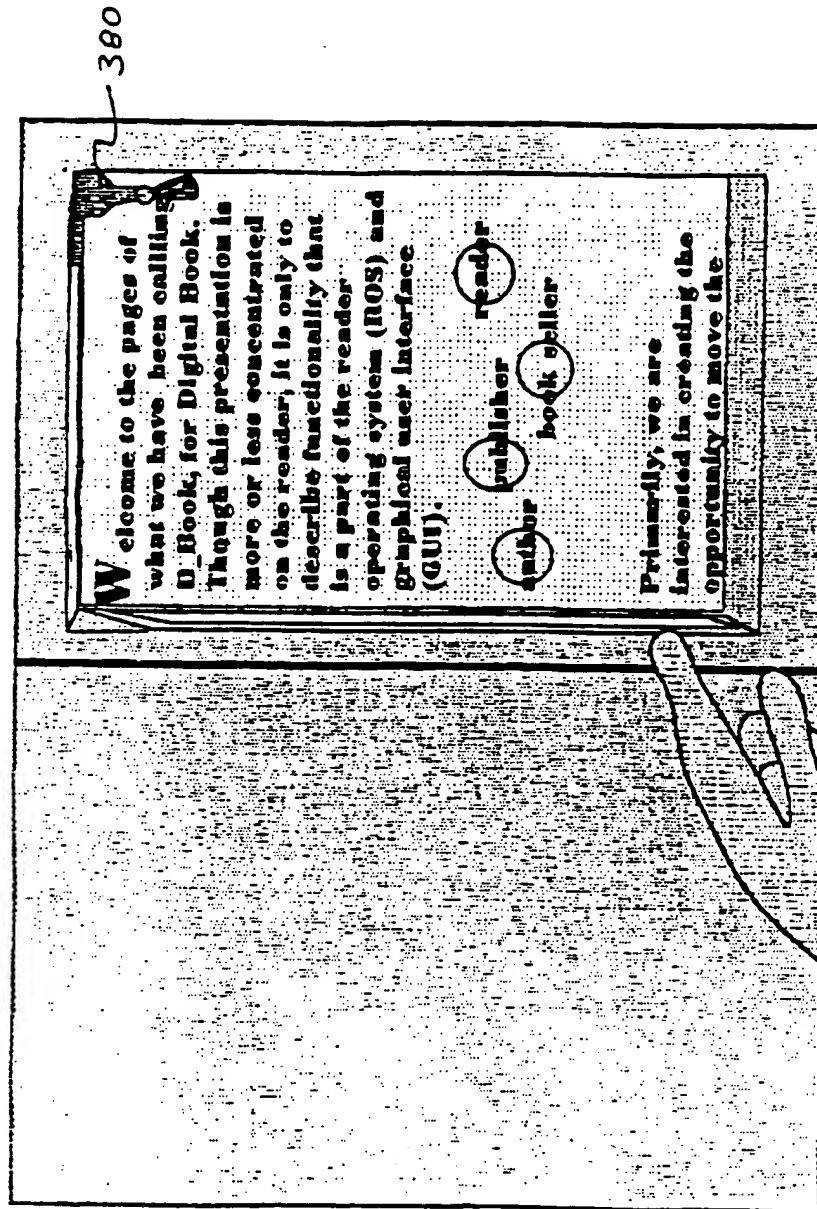 380
Welcome to the pages of
what we have been calling
D_Book, for Digital Book.
Though this presentation is
more or less concentrated
on the reader, it is only to
describe functionality that
is a part of the reader
operating system (ROS) and
graphical user interface
(GUI).
author publisher reader
book seller
Primarily, we are
interested in creating the
opportunity to move the